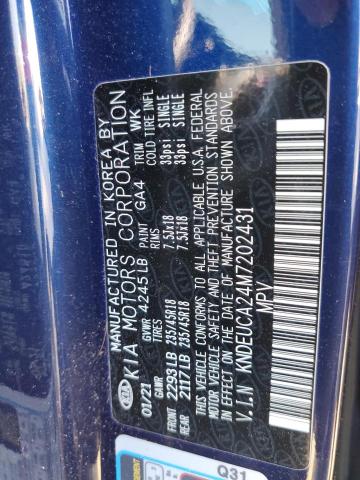 MANUFACTURED IN KOREA BY
KIA MOTORS CORPORATION
01/21 GVWR 4245LB PAINT GA4 TRIM WK
TIRES RIMS COLD TIRE INFL
FRONT 2293LB 235/45R18 7.5Jx18 33psi SINGLE
REAR 2117LB 235/45R18 7.5Jx18 33psi SINGLE
THIS VEHICLE CONFORMS TO ALL APPLICABLE U.S.A. FEDERAL
MOTOR VEHICLE SAFETY AND THEFT PREVENTION STANDARDS
IN EFFECT ON THE DATE OF MANUFACTURE SHOWN ABOVE.
V.I.N KNDEUCA24M7202431
MPV
Q31